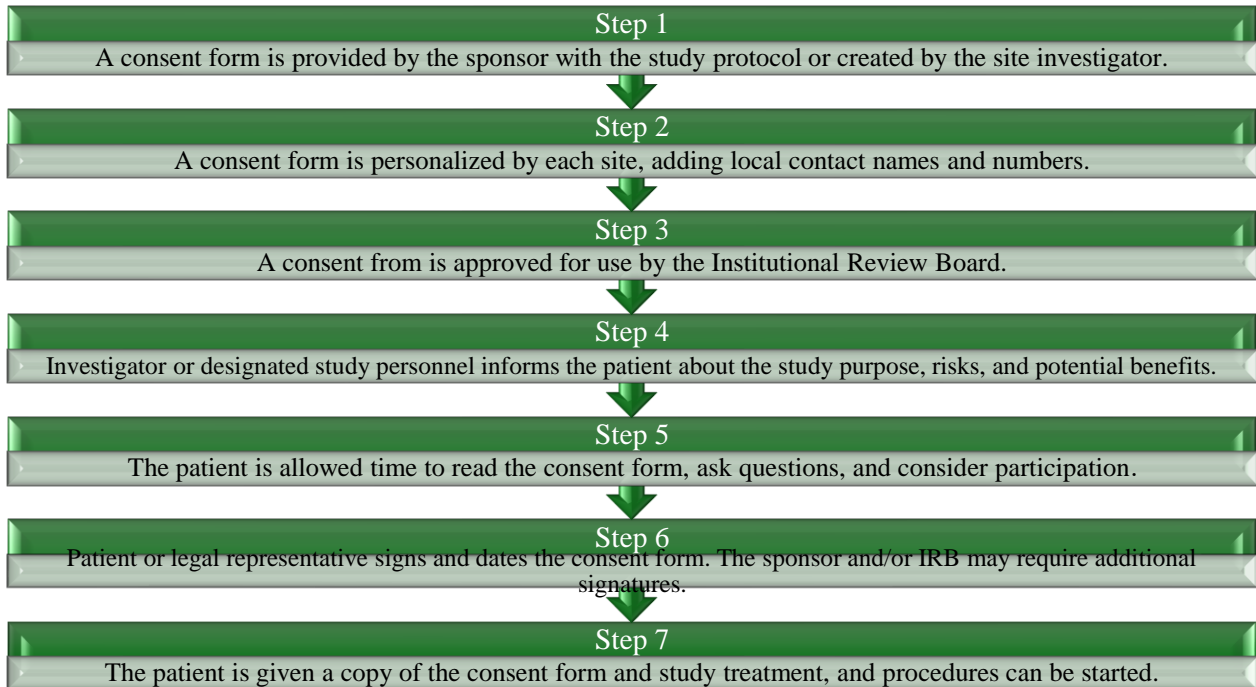 Step 1
A consent form is provided by the sponsor with the study protocol or created by the site investigator.
Step 2
A consent form is personalized by each site, adding local contact names and numbers.
Step 3
A consent from is approved for use by the Institutional Review Board.
Step 4
Investigator or designated study personnel informs the patient about the study purpose, risks, and potential benefits.
Step 5
The patient is allowed time to read the consent form, ask questions, and consider participation.
Step 6
Patient or legal representative signs and dates the consent form. The sponsor and/or IRB may require additional
signatures.
Step 7
The patient is given a copy of the consent form and study treatment, and procedures can be started.